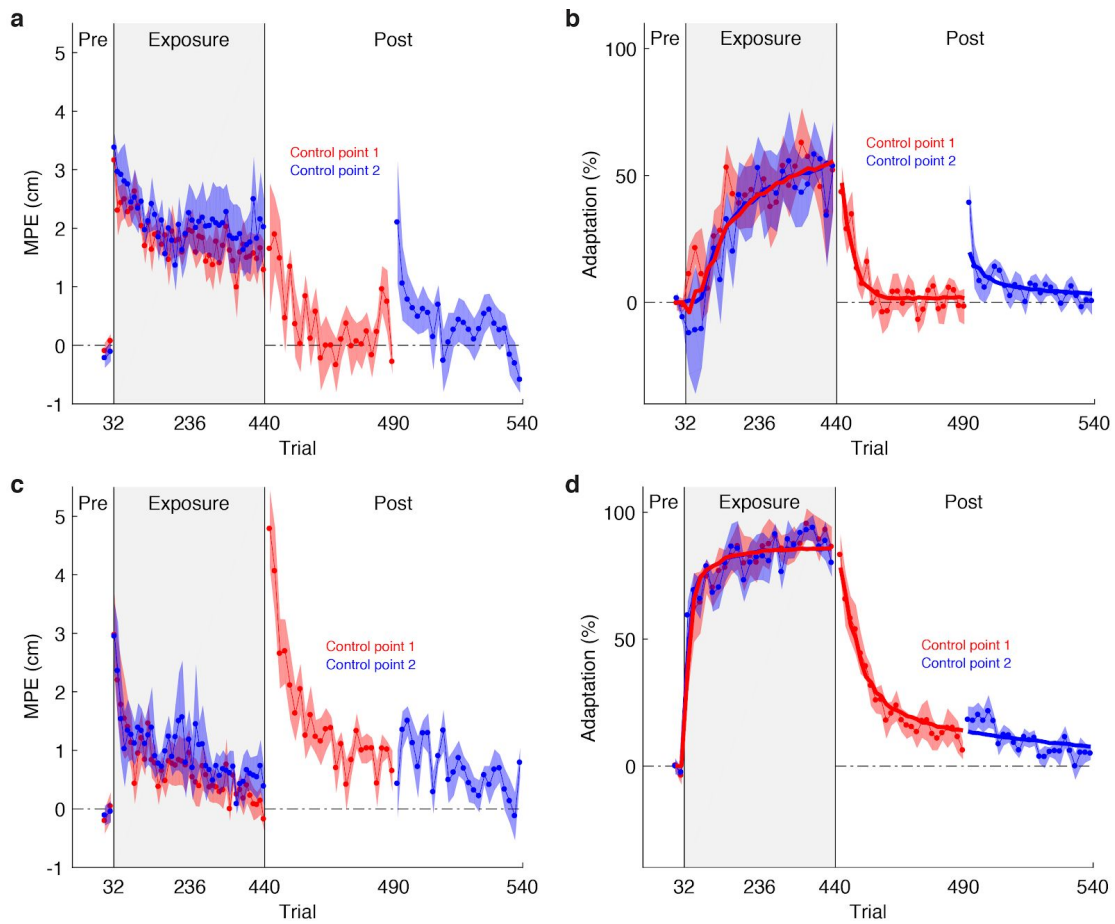 a
Pre
Exposure
Post
5
4
3
2
1
0
-1
MPE (cm)
Control point 1
Control point 2
32
236
440
490
540
Trial
b
Pre
Exposure
Post
100
50
0
Adaptation (%)
Control point 1
Control point 2
32
236
440
490
540
Trial
c
Pre
Exposure
Post
5
4
3
2
1
0
-1
MPE (cm)
Control point 1
Control point 2
32
236
440
490
540
Trial
d
Pre
Exposure
Post
100
50
0
Adaptation (%)
Control point 1
Control point 2
32
236
440
490
540
Trial